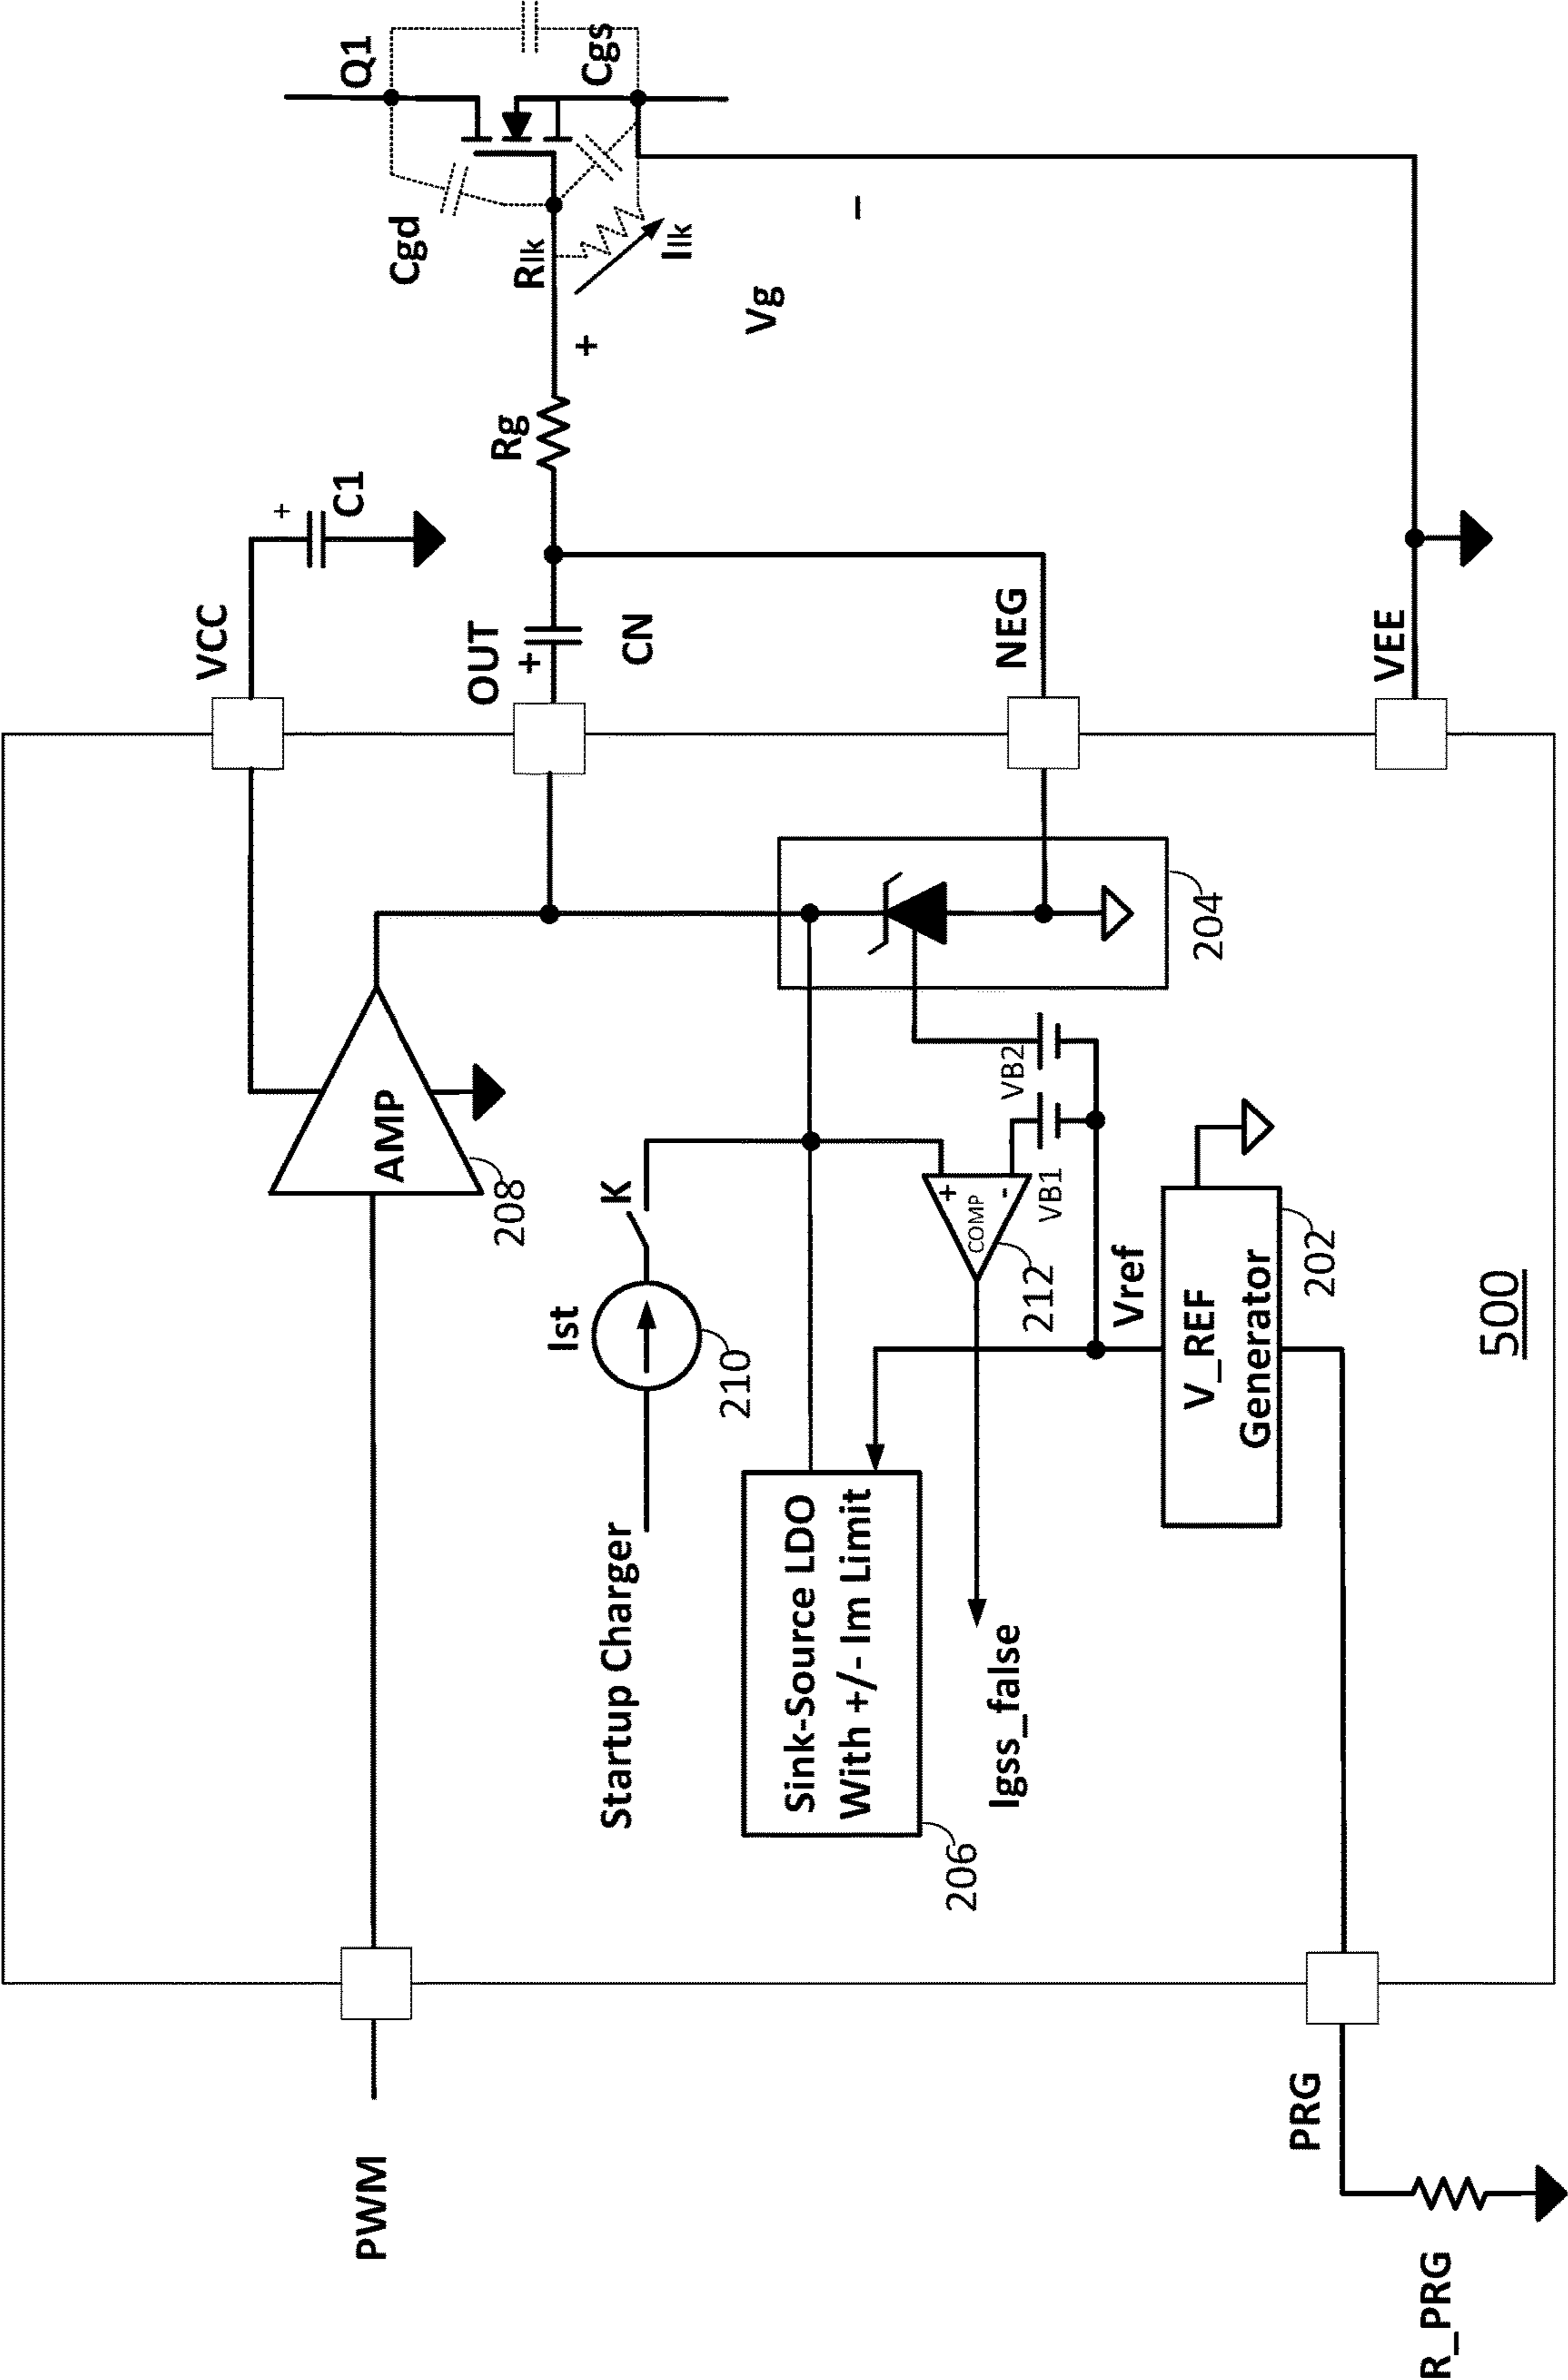 Q1
Cgs
Cgd
Rlk
Ilk
+
Vg
–
Rg
+
C1
VCC
OUT
+
CN
NEG
VEE
204
AMP
208
VB2
VB1
K
Ist
210
COMP
+
-
212
Vref
V_REF
Generator
202
500
Startup Charger
Sink-Source LDO
With +/- Im Limit
206
Igss_false
PWM
PRG
R_PRG